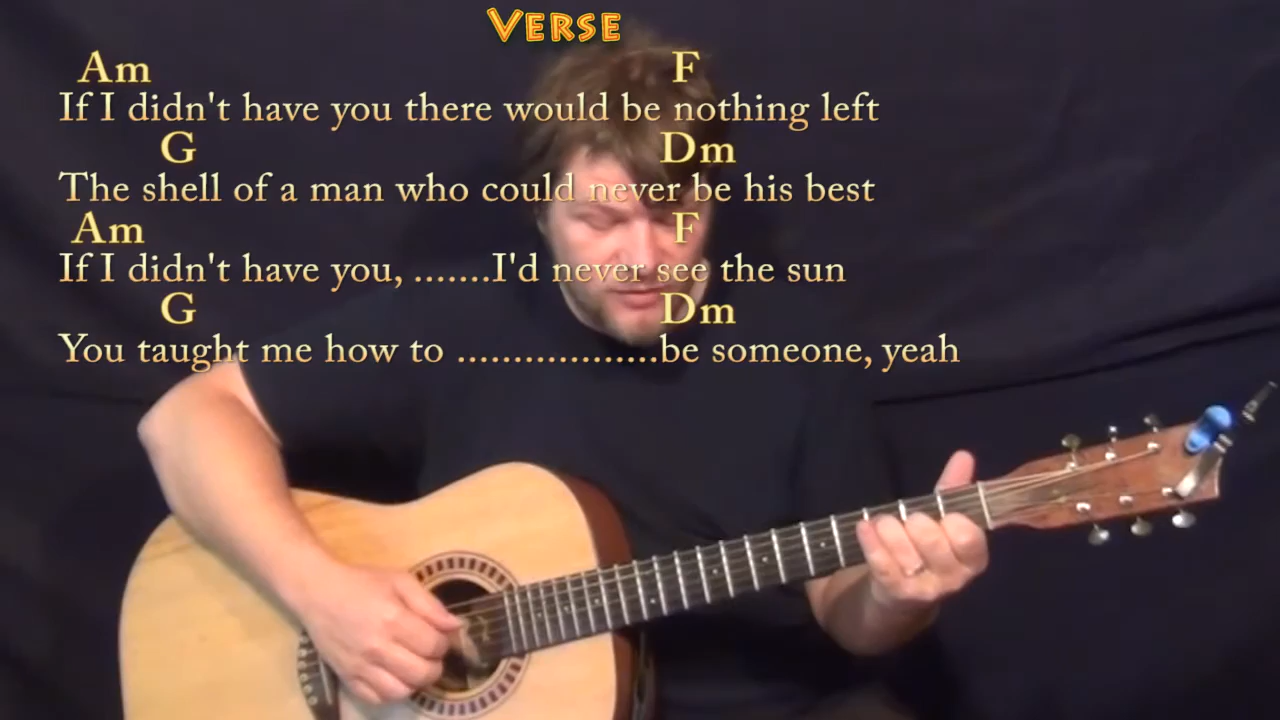 VERSE
Am F
If I didn't have you there would be nothing left
G Dm
The shell of a man who could never be his best
Am F
If I didn't have you, .......I'd never see the sun
G Dm
You taught me how to ..................be someone, yeah